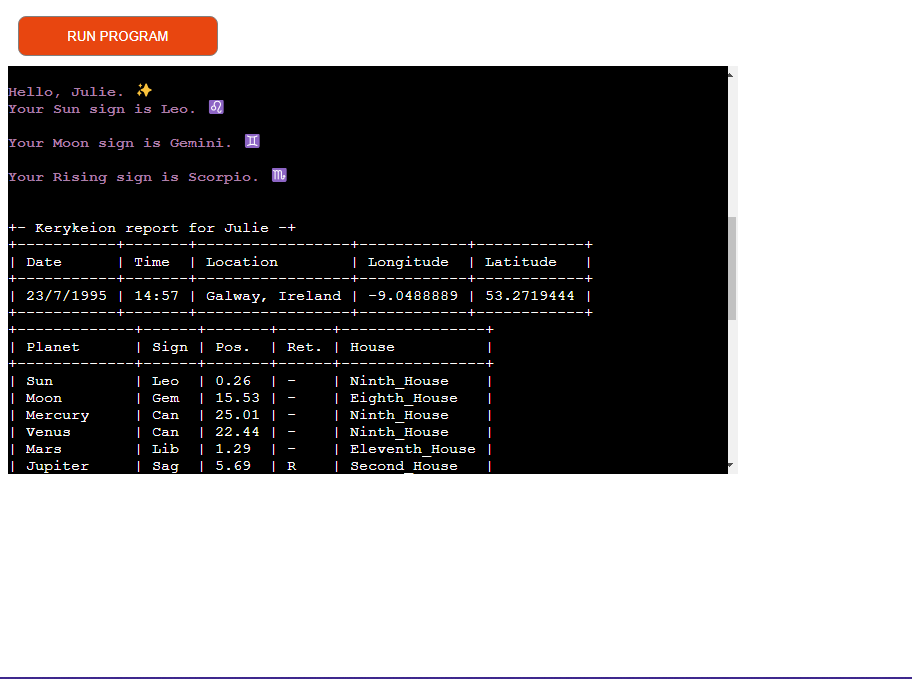 RUN PROGRAM
Hello, Julie. ✨
Your Sun sign is Leo. ♌
Your Moon sign is Gemini. ♊
Your Rising sign is Scorpio. ♏
+- Kerykeion report for Julie -+
+-----------+-------+-----------------+------------+------------+
| Date      | Time  | Location        | Longitude  | Latitude   |
+-----------+-------+-----------------+------------+------------+
| 23/7/1995 | 14:57 | Galway, Ireland | -9.0488889 | 53.2719444 |
+-----------+-------+-----------------+------------+------------+
+-------------+------+-------+------+----------------+
| Planet      | Sign | Pos.  | Ret. | House          |
+-------------+------+-------+------+----------------+
| Sun         | Leo  | 0.26  | -    | Ninth_House    |
| Moon        | Gem  | 15.53 | -    | Eighth_House   |
| Mercury     | Can  | 25.01 | -    | Ninth_House    |
| Venus       | Can  | 22.44 | -    | Ninth_House    |
| Mars        | Lib  | 1.29  | -    | Eleventh_House |
| Jupiter     | Sag  | 5.69  | R    | Second_House   |